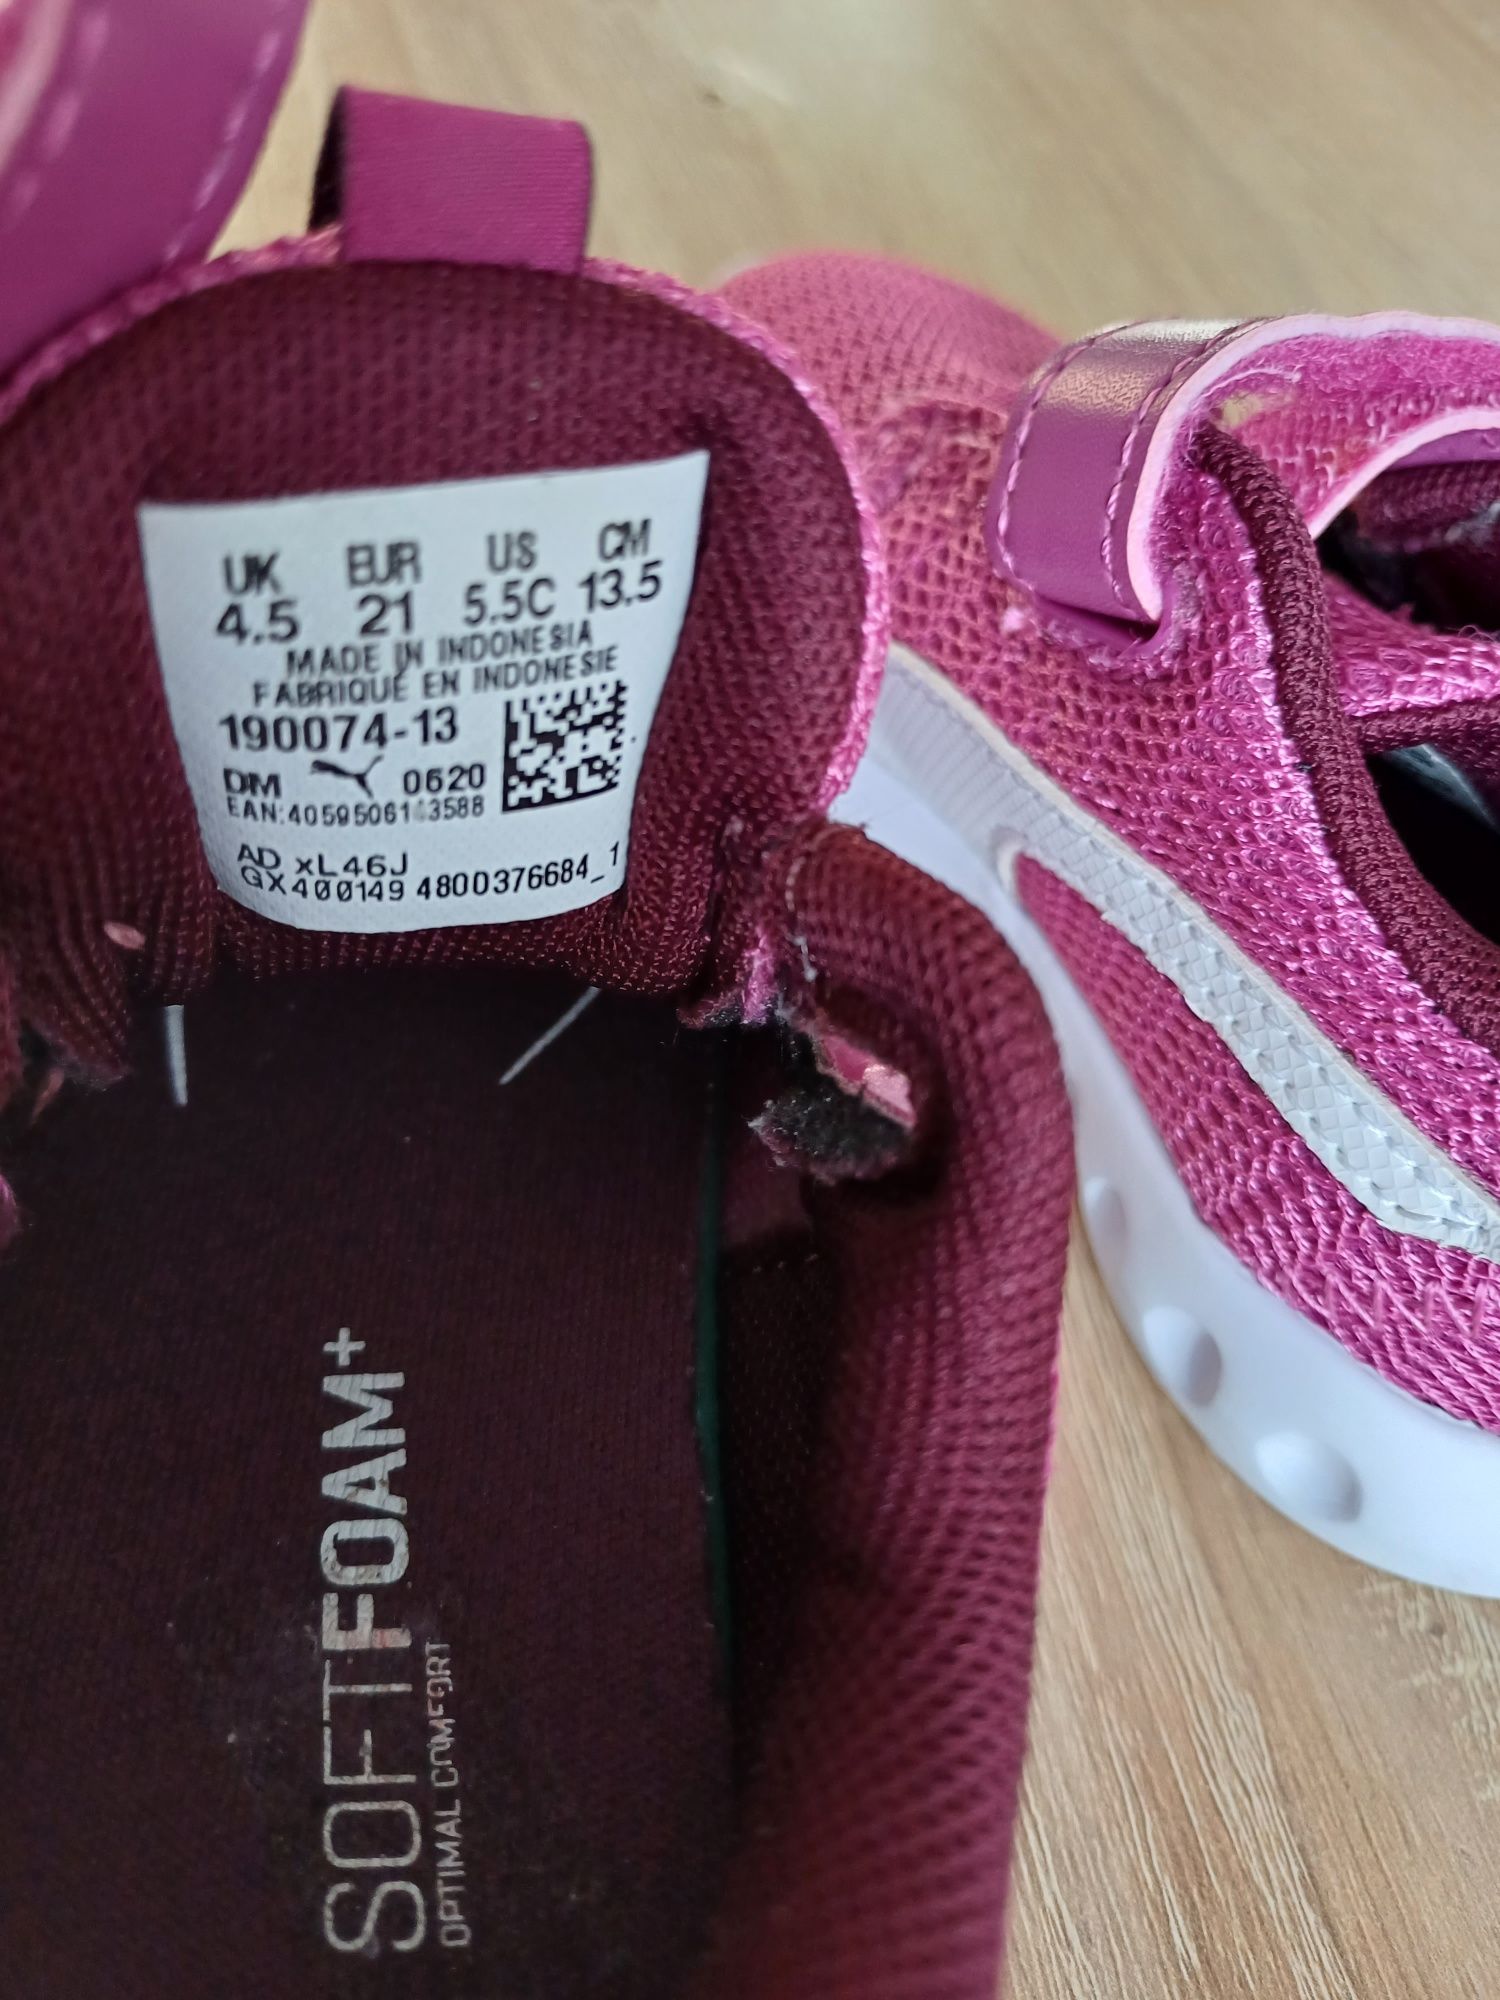 UK EUR US CM
4.5 21 5.5C 13.5
MADE IN INDONESIA
FABRIQUÉ EN INDONESIE
190074-13
DM 0620
AD xL46J
GX400149 4800376684_1
SOFTFOAM+
OPTIMAL COMFORT